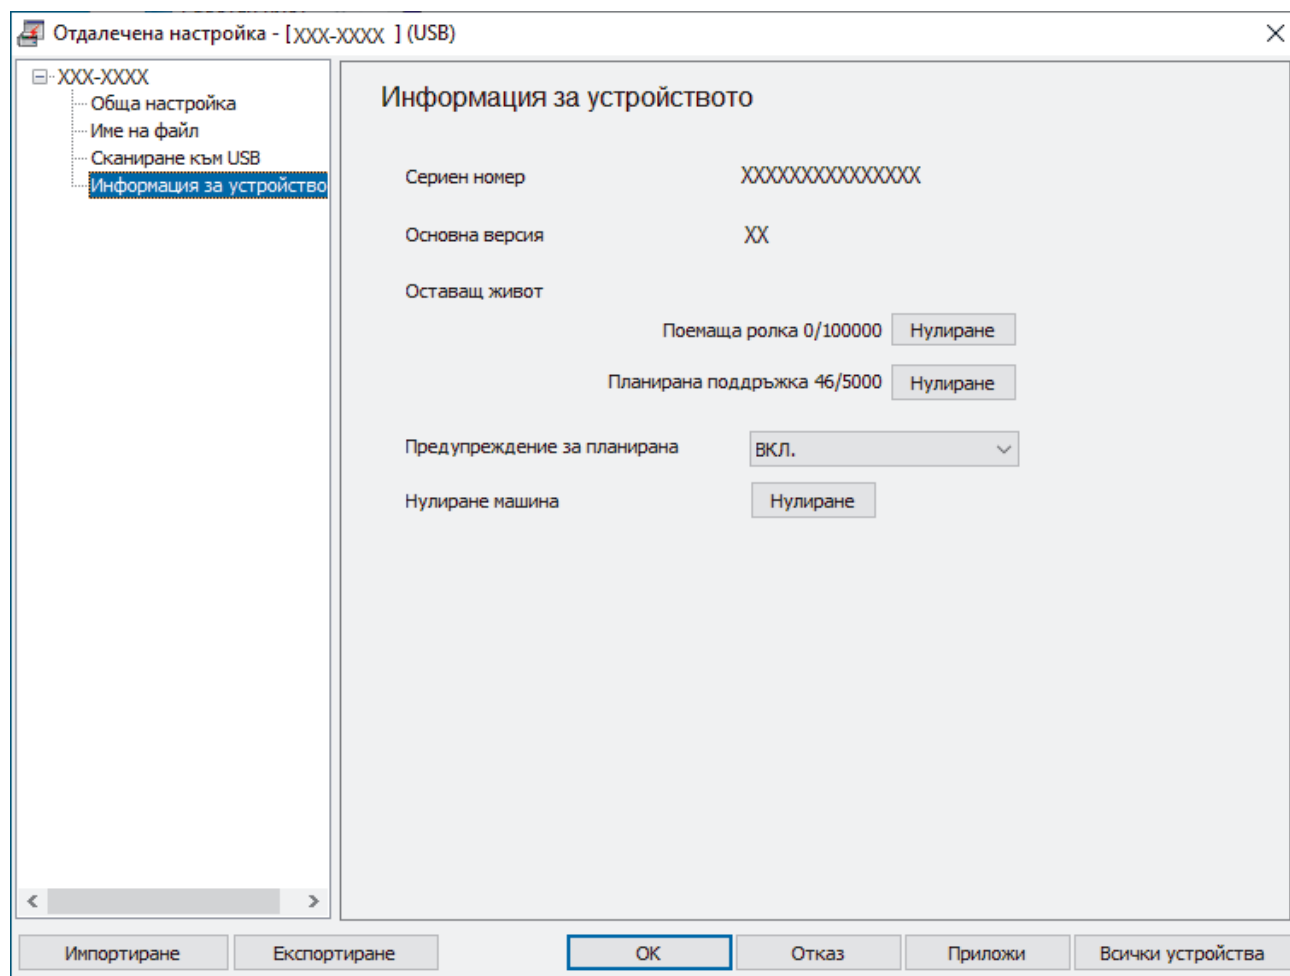 Отдалечена настройка - [ XXX-XXXX ] (USB)
XXX-XXXX
Обща настройка
Име на файл
Сканиране към USB
Информация за устройство
Информация за устройството
Сериен номер XXXXXXXXXXXXXXX
Основна версия XX
Оставащ живот
Поемаща ролка 0/100000 Нулиране
Планирана поддръжка 46/5000 Нулиране
Предупреждение за планирана ВКЛ.
Нулиране машина Нулиране
Импортиране Експортиране OK Отказ Приложи Всички устройства